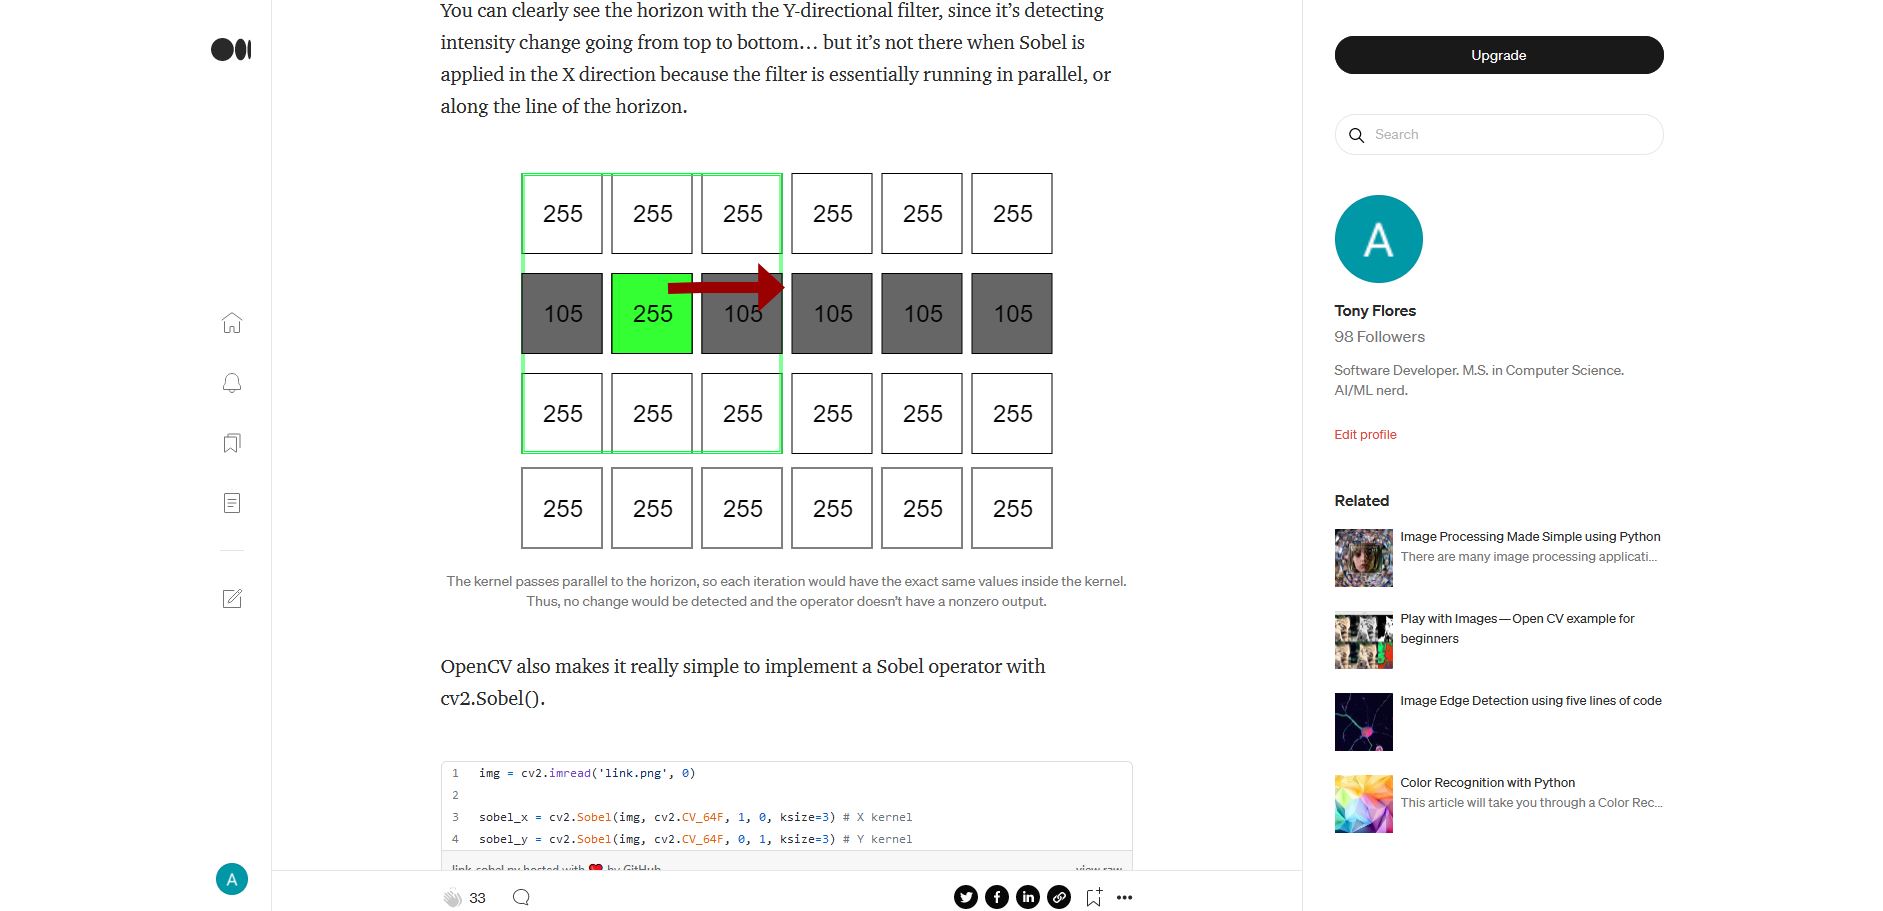 You can clearly see the horizon with the Y-directional filter, since it’s detecting
intensity change going from top to bottom… but it’s not there when Sobel is
applied in the X direction because the filter is essentially running in parallel, or
along the line of the horizon.
255 255 255 255 255 255
105 255 105 105 105 105
255 255 255 255 255 255
255 255 255 255 255 255
The kernel passes parallel to the horizon, so each iteration would have the exact same values inside the kernel.
Thus, no change would be detected and the operator doesn’t have a nonzero output.
OpenCV also makes it really simple to implement a Sobel operator with
cv2.Sobel().
1 img = cv2.imread('link.png', 0)
2
3 sobel_x = cv2.Sobel(img, cv2.CV_64F, 1, 0, ksize=3) # X kernel
4 sobel_y = cv2.Sobel(img, cv2.CV_64F, 0, 1, ksize=3) # Y kernel
link-sobel.py hosted with ❤ by GitHub view raw
33
Upgrade
Search
A
Tony Flores
98 Followers
Software Developer. M.S. in Computer Science.
AI/ML nerd.
Edit profile
Related
Image Processing Made Simple using Python
There are many image processing applicati…
Play with Images — Open CV example for
beginners
Image Edge Detection using five lines of code
Color Recognition with Python
This article will take you through a Color Rec…
A